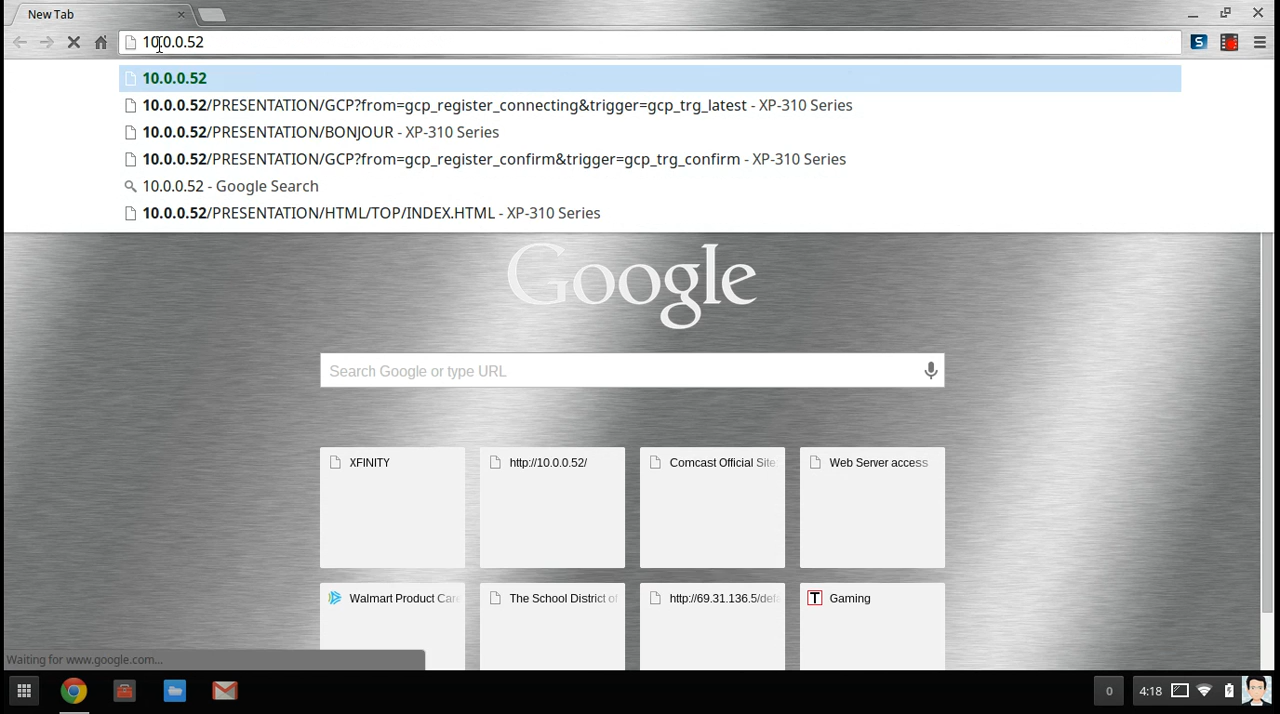 New Tab
10.0.0.52
10.0.0.52
10.0.0.52/PRESENTATION/GCP?from=gcp_register_connecting&trigger=gcp_trg_latest - XP-310 Series
10.0.0.52/PRESENTATION/BONJOUR - XP-310 Series
10.0.0.52/PRESENTATION/GCP?from=gcp_register_confirm&trigger=gcp_trg_confirm - XP-310 Series
10.0.0.52 - Google Search
10.0.0.52/PRESENTATION/HTML/TOP/INDEX.HTML - XP-310 Series
Google
Search Google or type URL
XFINITY http://10.0.0.52/ Comcast Official Site: Web Server access
Walmart Product Care The School District of http://69.31.136.5/defa T Gaming
Waiting for www.google.com...
0 4:18